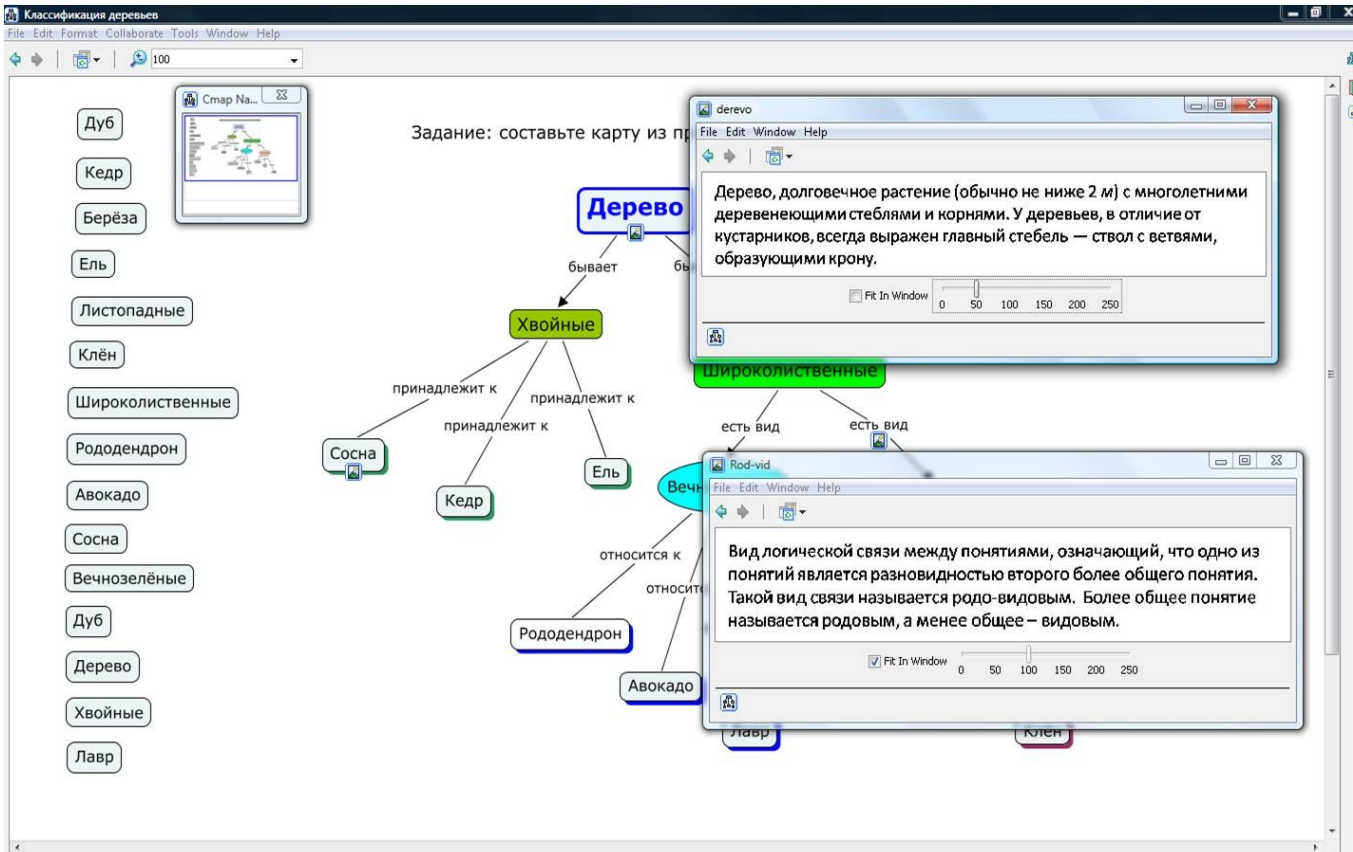 Классификация деревьев
File Edit Format Collaborate Tools Window Help
100
Дуб
Кедр
Берёза
Ель
Листопадные
Клён
Широколиственные
Рододендрон
Авокадо
Сосна
Вечнозелёные
Дуб
Дерево
Хвойные
Лавр
Cmap Na...
Задание: составьте карту из
Дерево
бывает
Хвойные
принадлежит к
принадлежит к
принадлежит к
Сосна
Кедр
Ель
Широколиственные
есть вид
есть вид
относится к
Рододендрон
Авокадо
Лавр
Клён
derevo
File Edit Window Help
Дерево, долговечное растение (обычно не ниже 2 м) с многолетними
деревенеющими стеблями и корнями. У деревьев, в отличие от
кустарников, всегда выражен главный стебель — ствол с ветвями,
образующими крону.
Fit In Window
0 50 100 150 200 250
Rod-vid
File Edit Window Help
Вид логической связи между понятиями, означающий, что одно из
понятий является разновидностью второго более общего понятия.
Такой вид связи называется родо-видовым. Более общее понятие
называется родовым, а менее общее – видовым.
Fit In Window
0 50 100 150 200 250